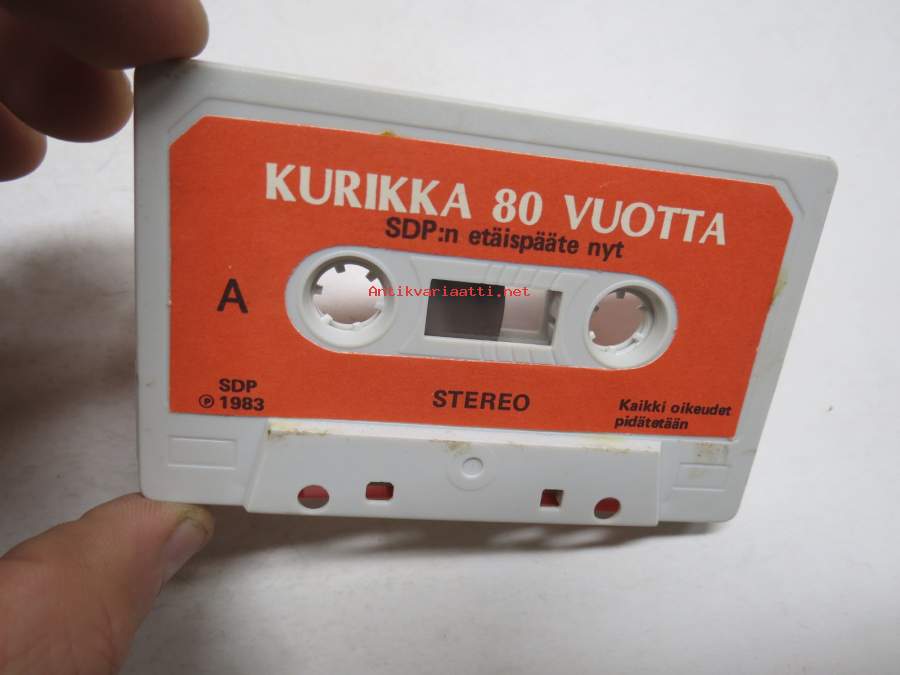 KURIKKA 80 VUOTTA
SDP:n etäispääte nyt
Antikvariaatti.net
A
SDP
℗ 1983
STEREO
Kaikki oikeudet
pidätetään